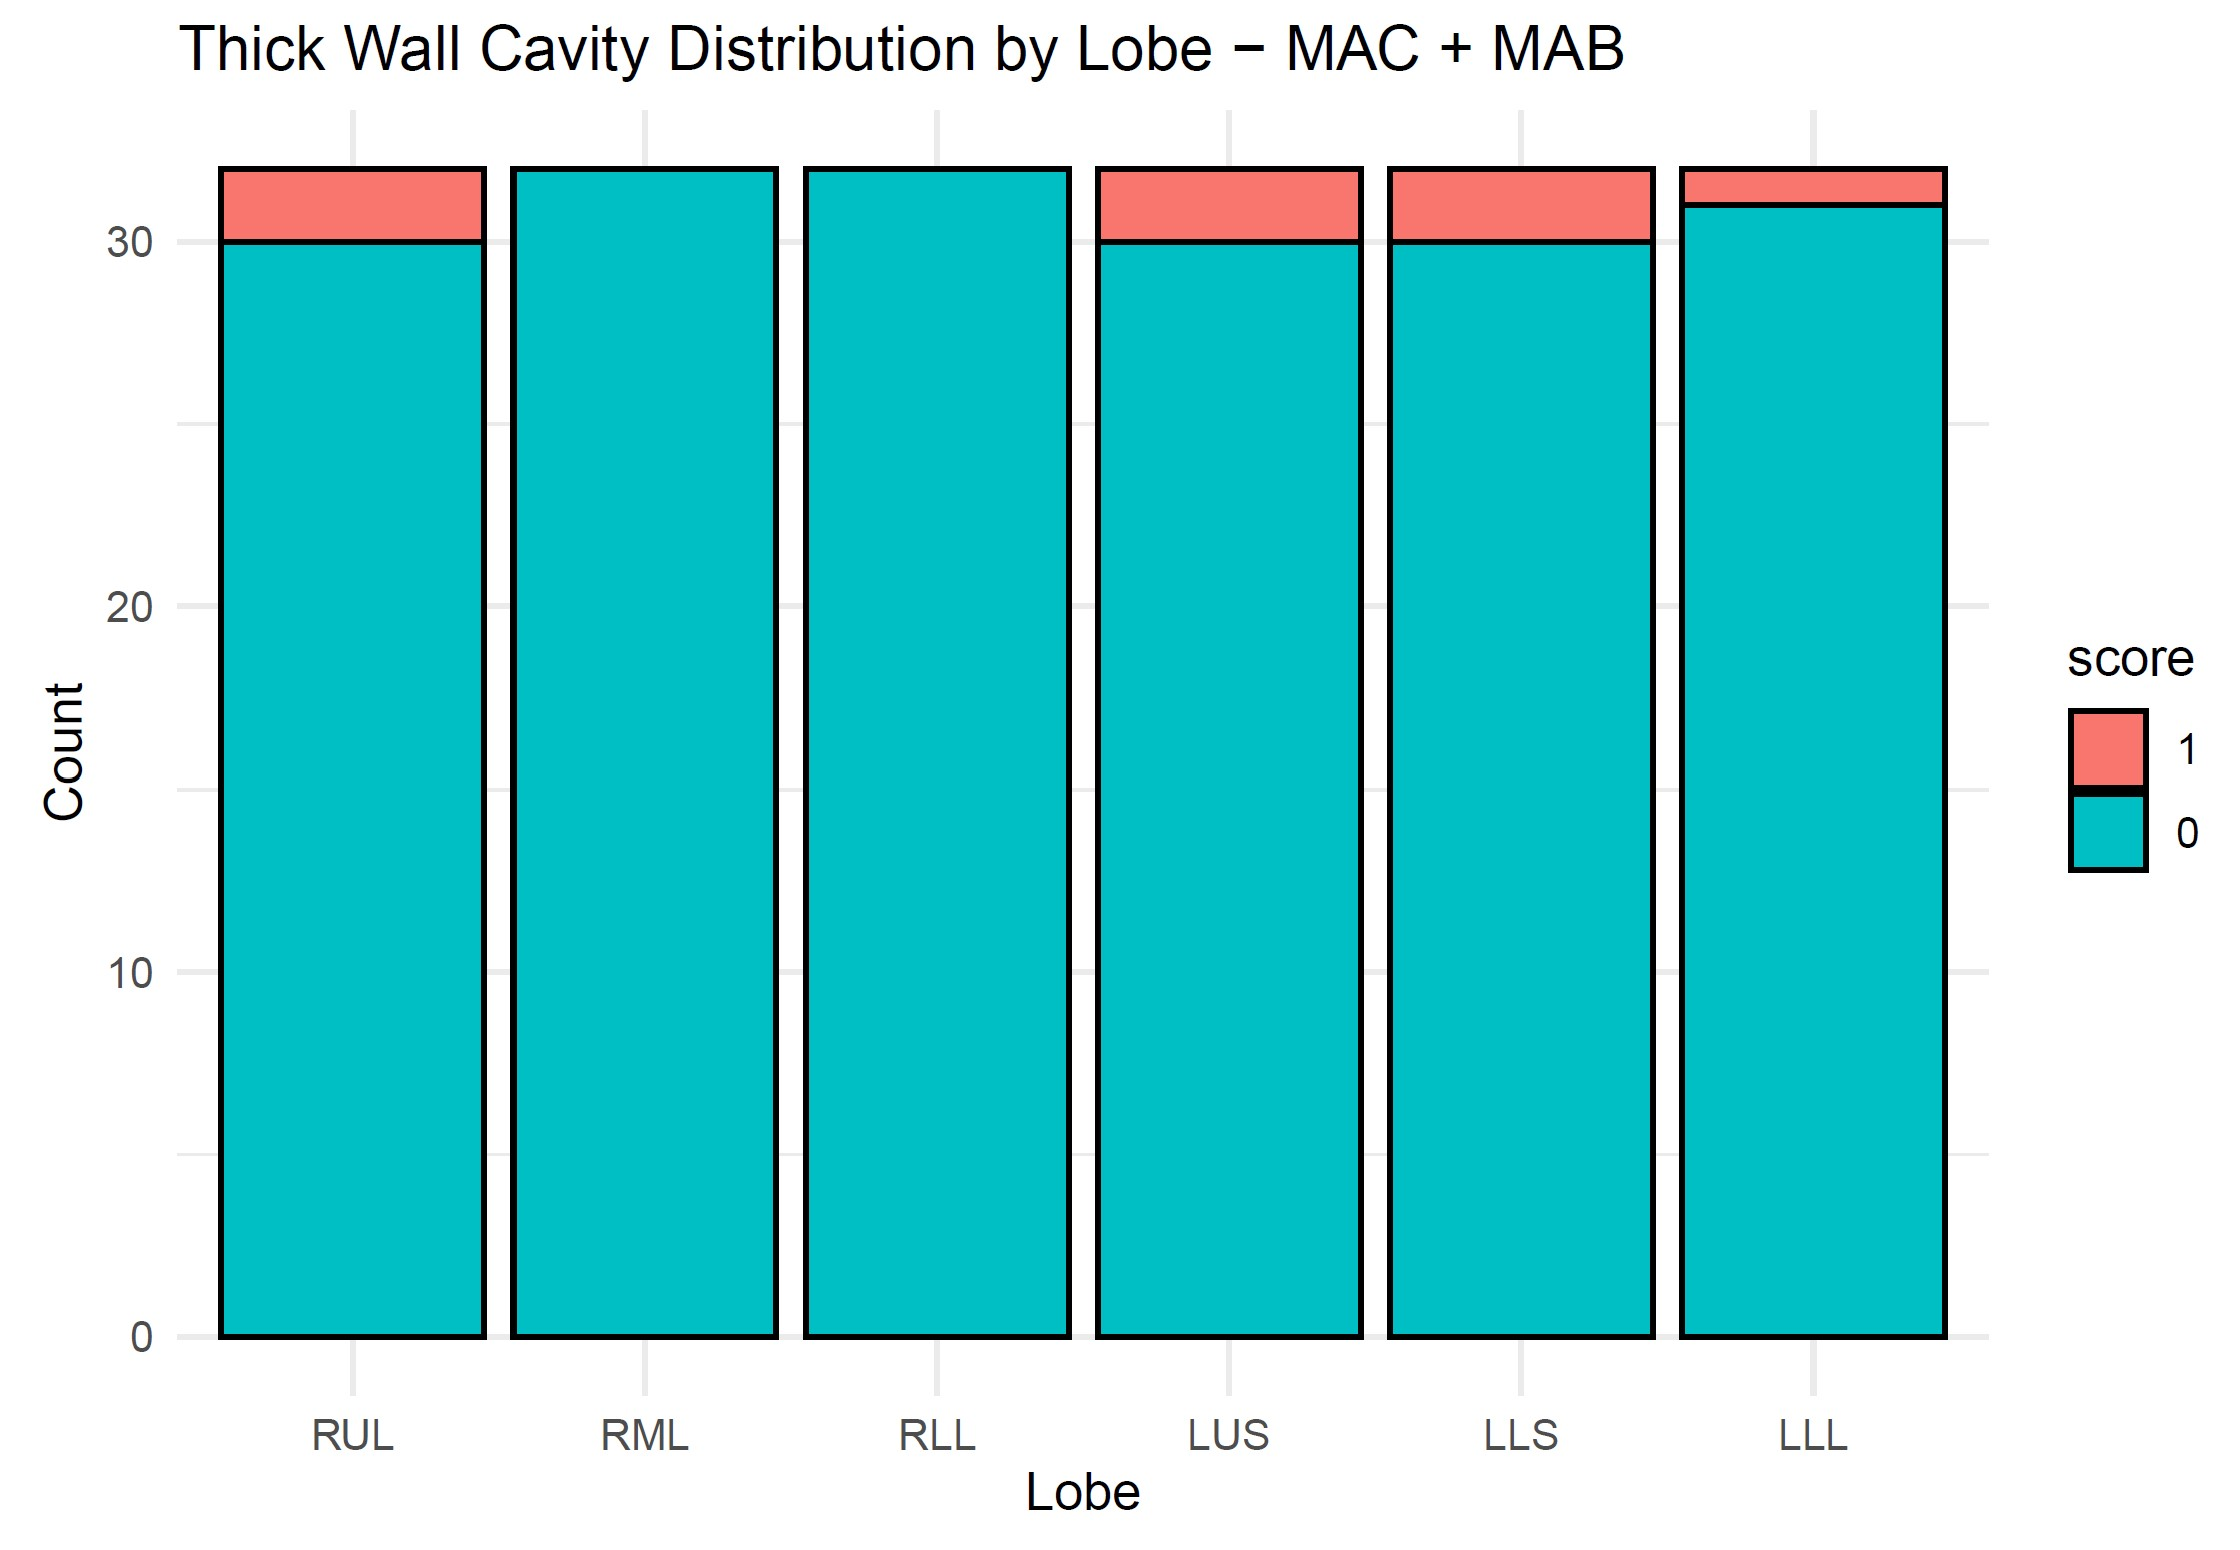 Thick Wall Cavity Distribution by Lobe − MAC + MAB
30
20
10
0
Count
RUL RML RLL LUS LLS LLL
Lobe
score
1
0